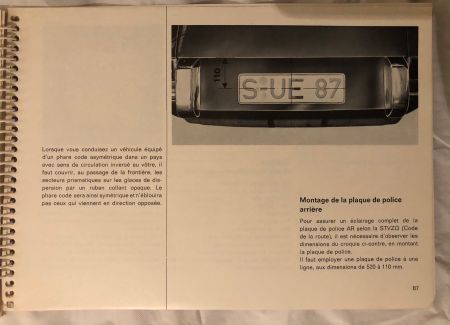 110
S-UE 87
Lorsque vous conduisez un véhicule équipé
d'un phare code asymétrique dans un pays
avec sens de circulation inversé au vôtre, il
faut couvrir, au passage de la frontière, les
secteurs prismatiques sur les glaces de dis-
persion par un ruban collant opaque. Le
phare code sera ainsi symétrique et n'éblouira
pas ceux qui viennent en direction opposée.
Montage de la plaque de police
arrière
Pour assurer un éclairage complet de la
plaque de police AR selon la STVZO (Code
de la route), il est nécessaire d'observer les
dimensions du croquis ci-contre, en montant
la plaque de police.
Il faut employer une plaque de police à une
ligne, aux dimensions de 520 à 110 mm.
87